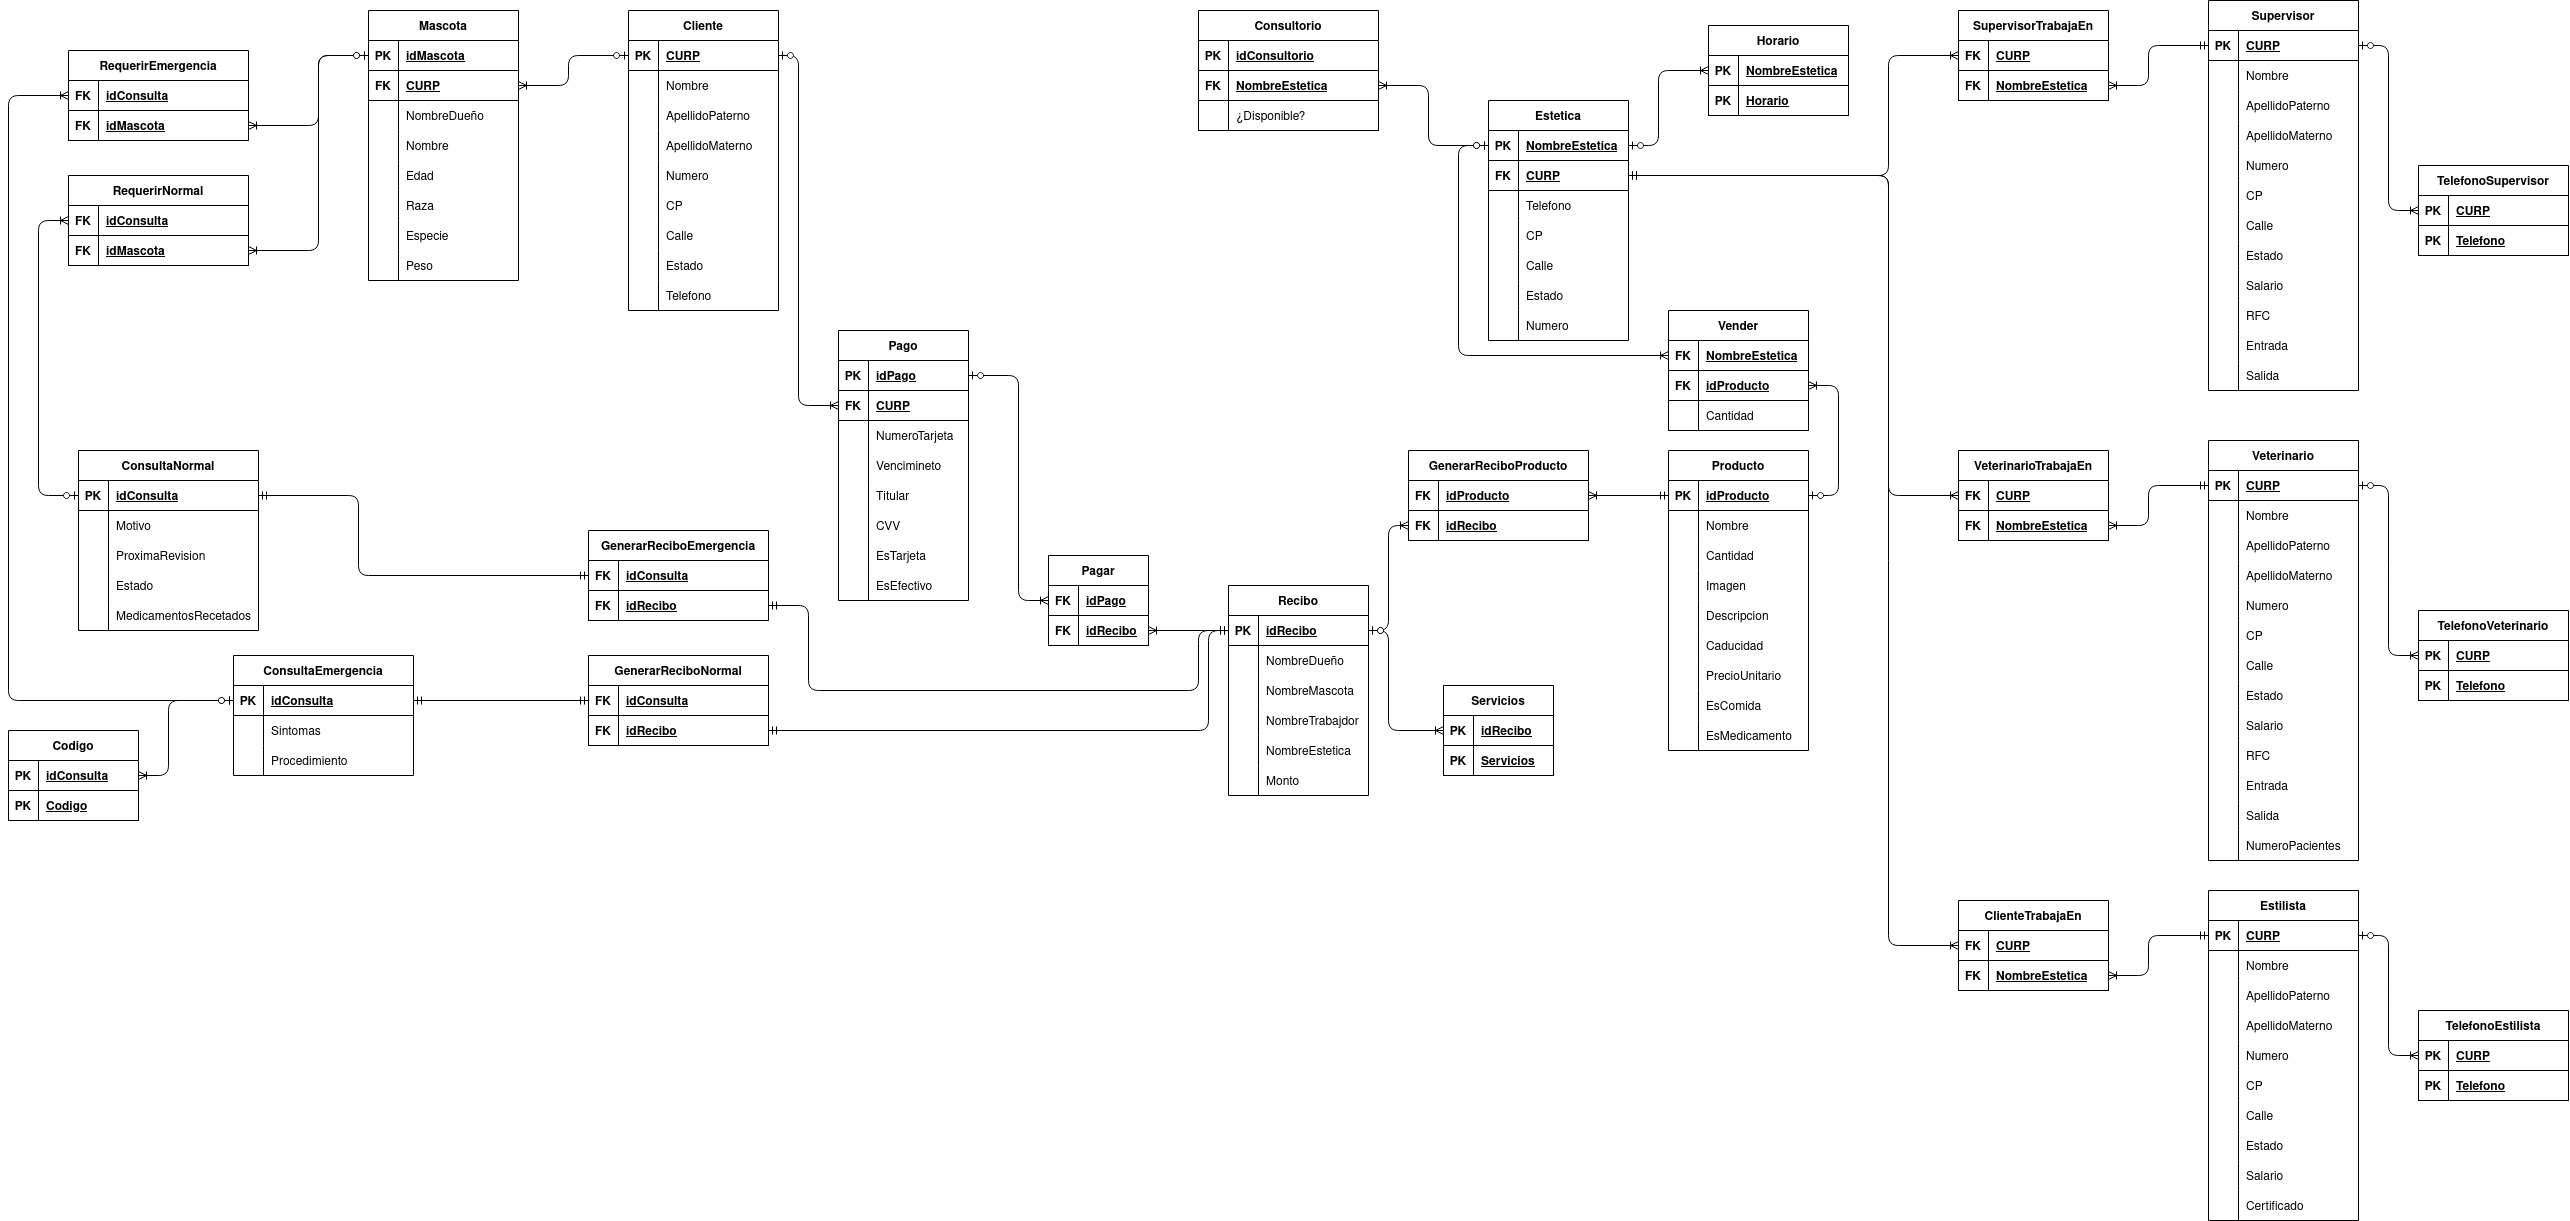 RequerirEmergencia
FK idConsulta
FK idMascota
RequerirNormal
FK idConsulta
FK idMascota
Mascota
PK idMascota
FK CURP
NombreDueño
Nombre
Edad
Raza
Especie
Peso
Cliente
PK CURP
Nombre
ApellidoPaterno
ApellidoMaterno
Numero
CP
Calle
Estado
Telefono
Pago
PK idPago
FK CURP
NumeroTarjeta
Vencimineto
Titular
CVV
EsTarjeta
EsEfectivo
ConsultaNormal
PK idConsulta
Motivo
ProximaRevision
Estado
MedicamentosRecetados
ConsultaEmergencia
PK idConsulta
Sintomas
Procedimiento
Codigo
PK idConsulta
PK Codigo
GenerarReciboEmergencia
FK idConsulta
FK idRecibo
GenerarReciboNormal
FK idConsulta
FK idRecibo
Pagar
FK idPago
FK idRecibo
Recibo
PK idRecibo
NombreDueño
NombreMascota
NombreTrabajdor
NombreEstetica
Monto
Consultorio
PK idConsultorio
FK NombreEstetica
¿Disponible?
Estetica
PK NombreEstetica
FK CURP
Telefono
CP
Calle
Estado
Numero
Horario
PK NombreEstetica
PK Horario
Vender
FK NombreEstetica
FK idProducto
Cantidad
GenerarReciboProducto
FK idProducto
FK idRecibo
Producto
PK idProducto
Nombre
Cantidad
Imagen
Descripcion
Caducidad
PrecioUnitario
EsComida
EsMedicamento
Servicios
PK idRecibo
PK Servicios
SupervisorTrabajaEn
FK CURP
FK NombreEstetica
Supervisor
PK CURP
Nombre
ApellidoPaterno
ApellidoMaterno
Numero
CP
Calle
Estado
Salario
RFC
Entrada
Salida
TelefonoSupervisor
PK CURP
PK Telefono
VeterinarioTrabajaEn
FK CURP
FK NombreEstetica
Veterinario
PK CURP
Nombre
ApellidoPaterno
ApellidoMaterno
Numero
CP
Calle
Estado
Salario
RFC
Entrada
Salida
NumeroPacientes
TelefonoVeterinario
PK CURP
PK Telefono
ClienteTrabajaEn
FK CURP
FK NombreEstetica
Estilista
PK CURP
Nombre
ApellidoPaterno
ApellidoMaterno
Numero
CP
Calle
Estado
Salario
Certificado
TelefonoEstilista
PK CURP
PK Telefono